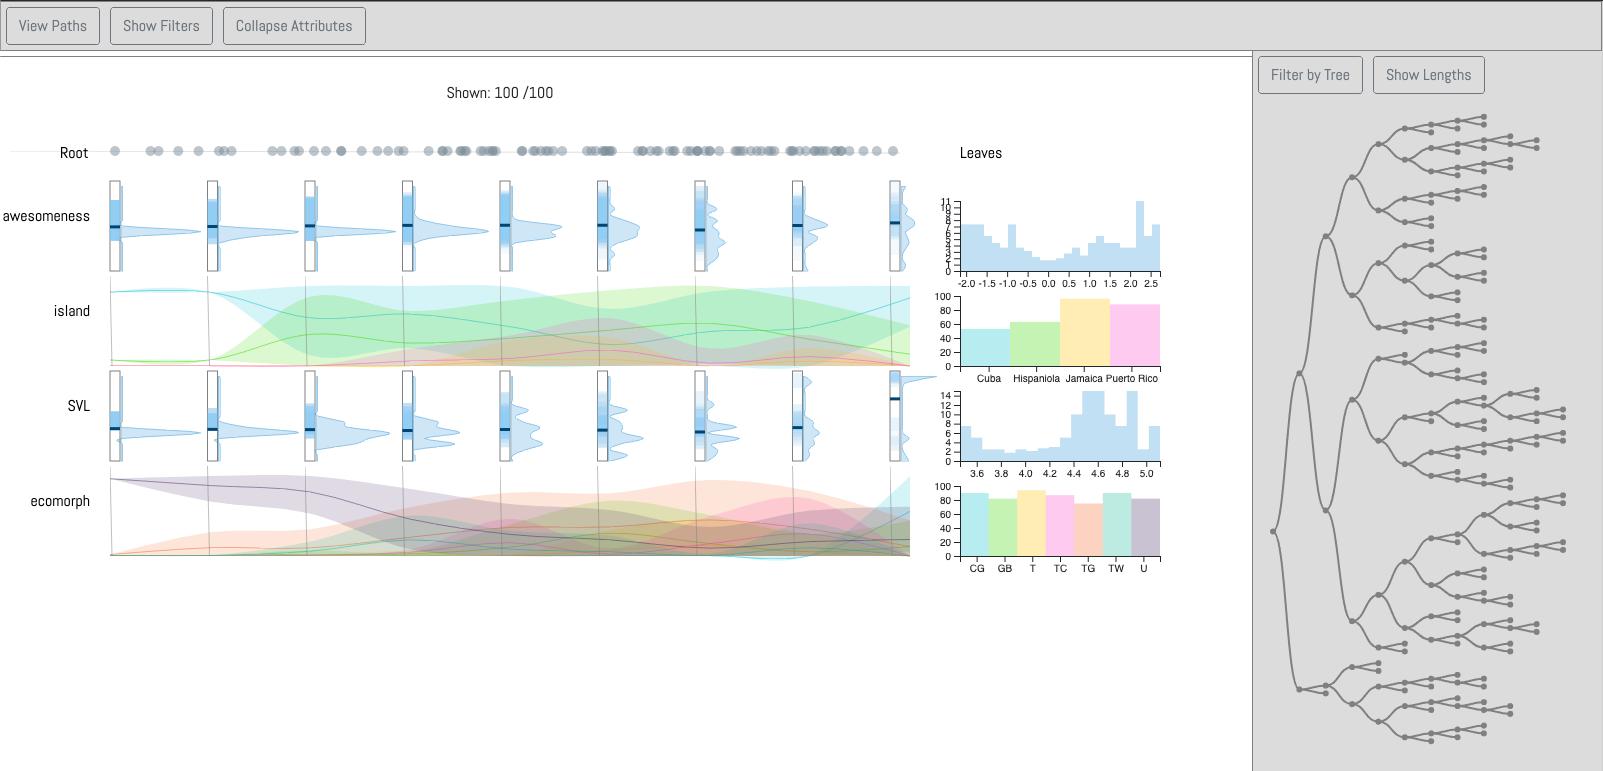 View Paths Show Filters Collapse Attributes
Filter by Tree Show Lengths
Shown: 100 /100
Root Leaves
awesomeness
11
10
9
8
7
6
5
4
3
2
1
0
-2.0 -1.5 -1.0 -0.5 0.0 0.5 1.0 1.5 2.0 2.5
island
100
80
60
40
20
0
Cuba Hispaniola Jamaica Puerto Rico
SVL
14
12
10
8
6
4
2
0
3.6 3.8 4.0 4.2 4.4 4.6 4.8 5.0
ecomorph
100
80
60
40
20
0
CG GB T TC TG TW U